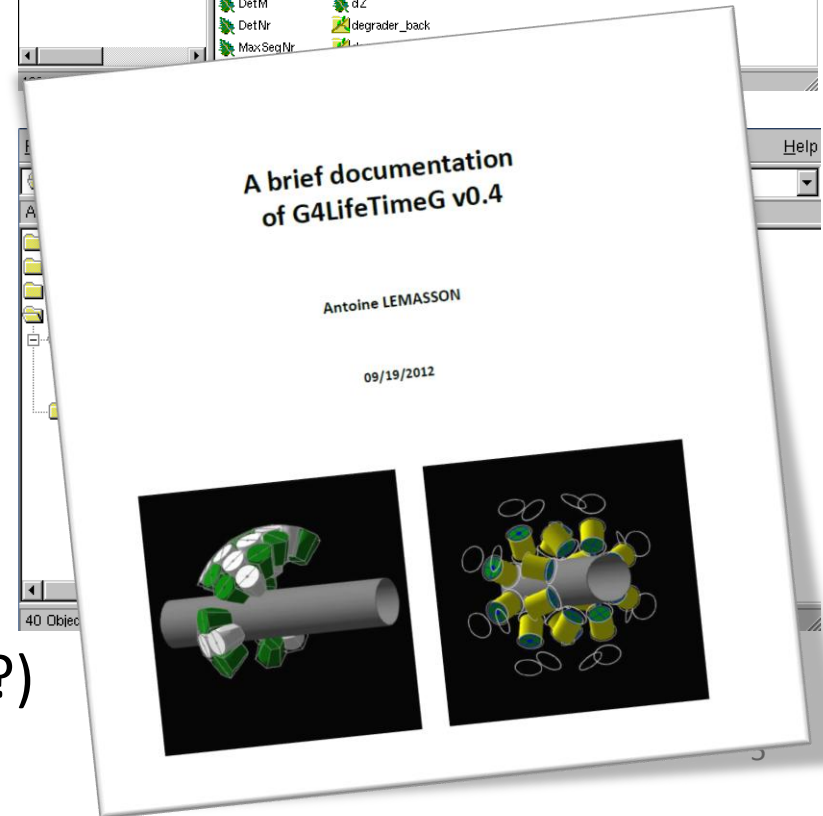 DetM dZ
DetNr degrader_back
MaxSegNr
Help
A brief documentation
of G4LifeTimeG v0.4
Antoine LEMASSON
09/19/2012
40 Objec
?)